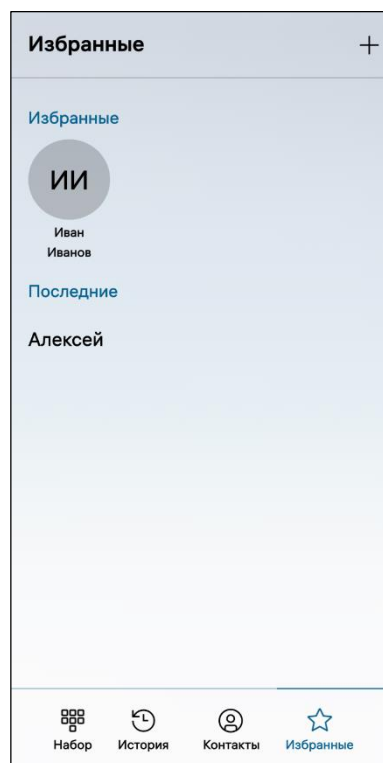 Избранные
Избранные
ИИ
Иван
Иванов
Последние
Алексей
Набор История Контакты Избранные